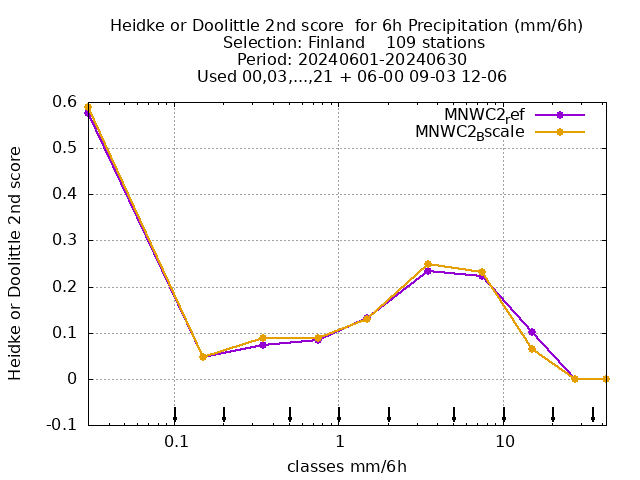 Heidke or Doolittle 2nd score  for 6h Precipitation (mm/6h)
Selection: Finland    109 stations
Period: 20240601-20240630
Used 00,03,...,21 + 06-00 09-03 12-06
MNWC2ref
MNWC2Bscale
0.6
0.5
0.4
0.3
0.2
0.1
0
-0.1
Heidke or Doolittle 2nd score
0.1 1 10
classes mm/6h